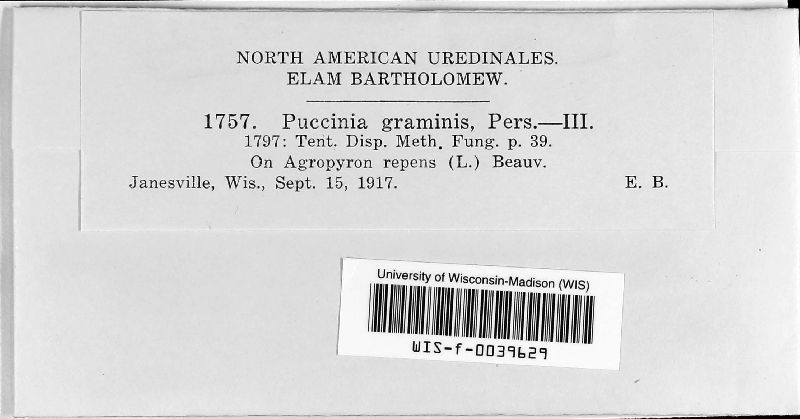 NORTH AMERICAN UREDINALES.
ELAM BARTHOLOMEW.
1757. Puccinia graminis, Pers.—III.
1797: Tent. Disp. Meth. Fung. p. 39.
On Agropyron repens (L.) Beauv.
Janesville, Wis., Sept. 15, 1917. E. B.
University of Wisconsin-Madison (WIS)
WIS-f-0039629